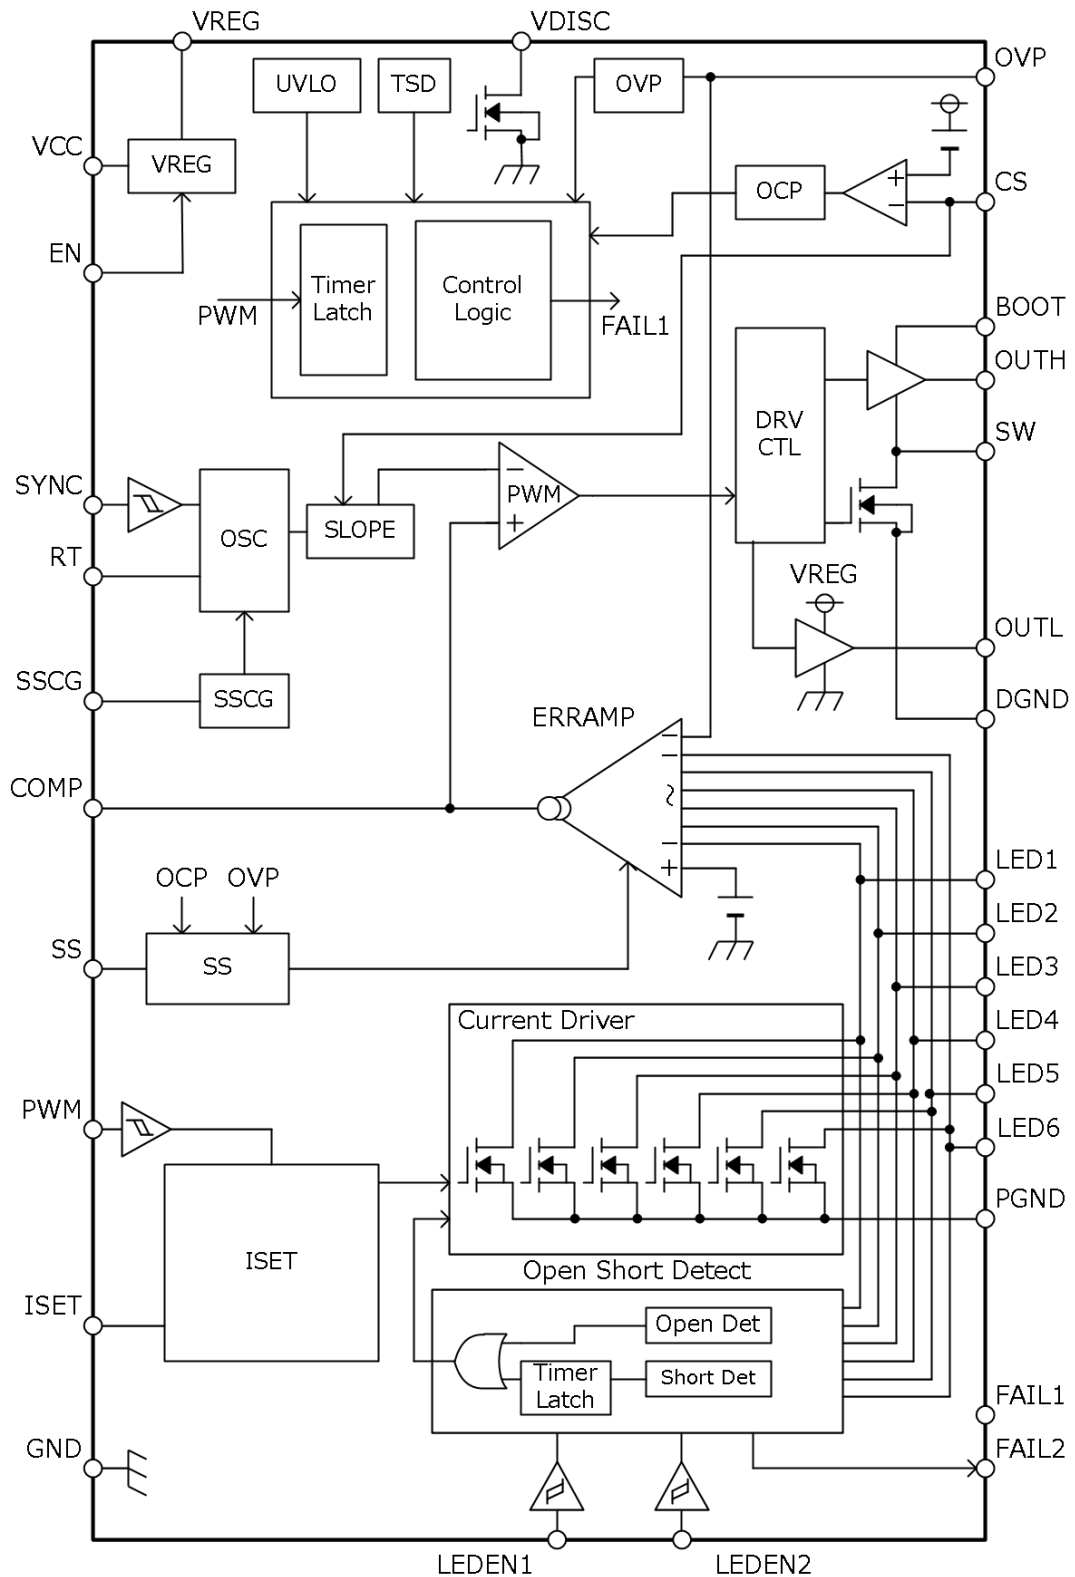 VREG
VDISC
OVP
UVLO
TSD
OVP
VCC
VREG
OCP
+
−
CS
EN
Timer
Latch
Control
Logic
PWM
FAIL1
BOOT
OUTH
DRV
CTL
SW
SYNC
OSC
SLOPE
−
PWM
+
RT
VREG
OUTL
SSCG
SSCG
DGND
ERRAMP
−
−
COMP
~
−
+
LED1
OCP OVP
LED2
SS
SS
LED3
Current Driver
LED4
LED5
PWM
LED6
PGND
ISET
Open Short Detect
ISET
Open Det
Timer
Latch
Short Det
FAIL1
GND
FAIL2
LEDEN1
LEDEN2